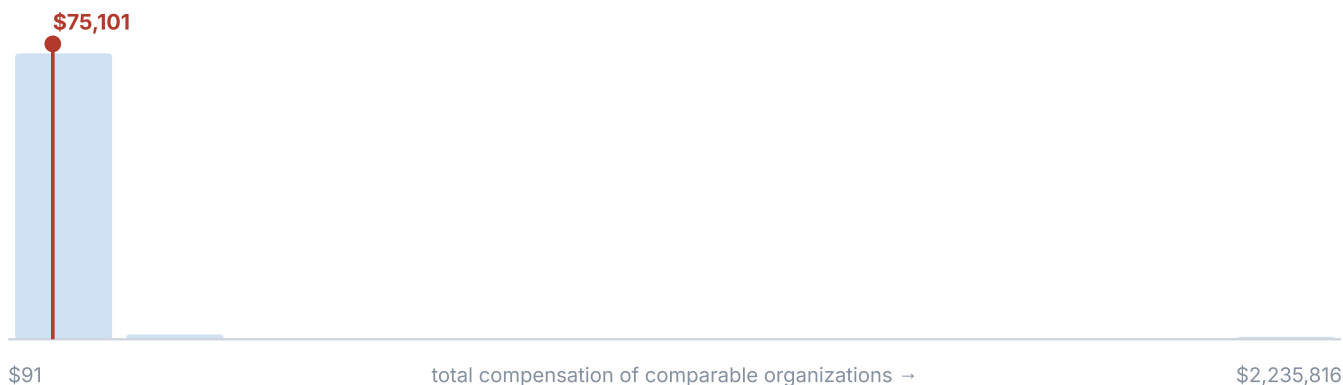 $75,101
$91
total compensation of comparable organizations →
$2,235,816